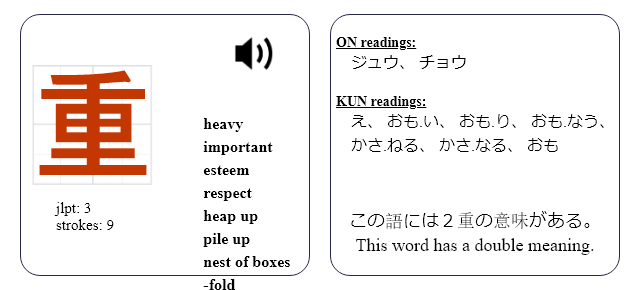 重
jlpt: 3
strokes: 9
heavy
important
esteem
respect
heap up
pile up
nest of boxes
-fold
ON readings:
ジュウ、 チョウ
KUN readings:
え、 おも.い、 おも.り、 おも.なう、
かさ.ねる、 かさ.なる、 おも
この語には２重の意味がある。
This word has a double meaning.